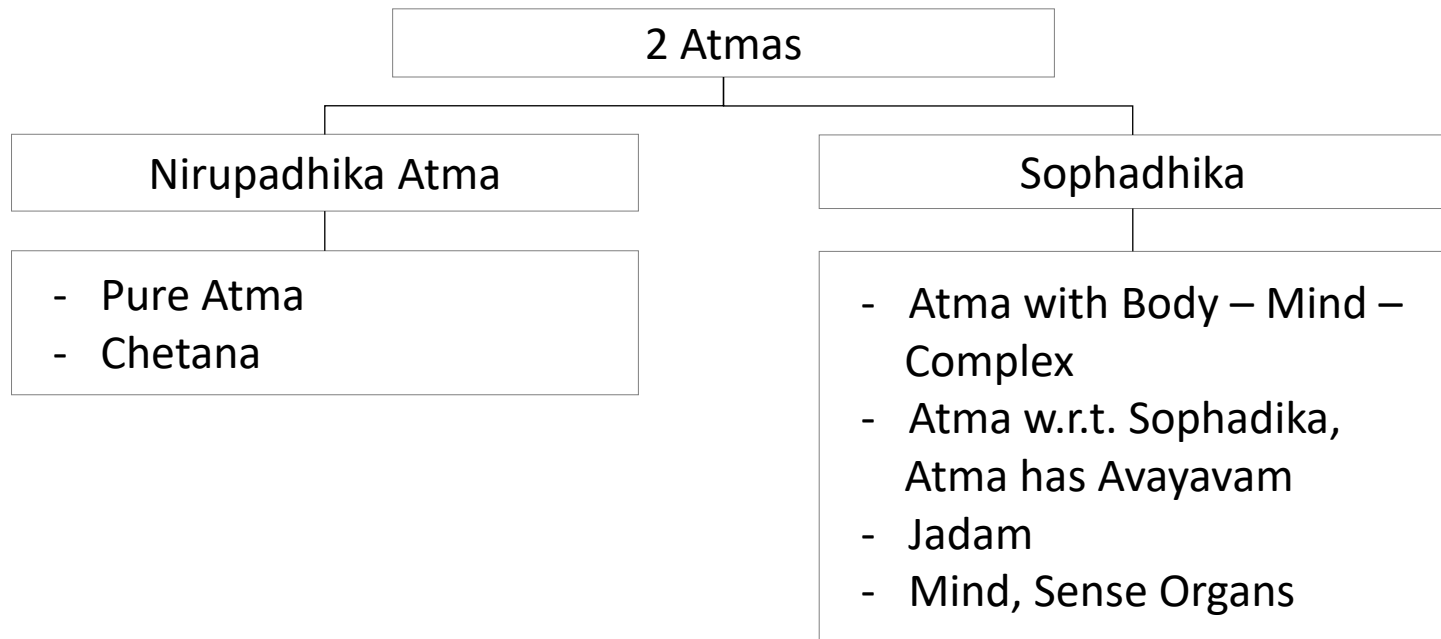 2 Atmas
Nirupadhika Atma
- Pure Atma
- Chetana
Sophadhika
- Atma with Body – Mind –
Complex
- Atma w.r.t. Sophadika,
Atma has Avayavam
- Jadam
- Mind, Sense Organs